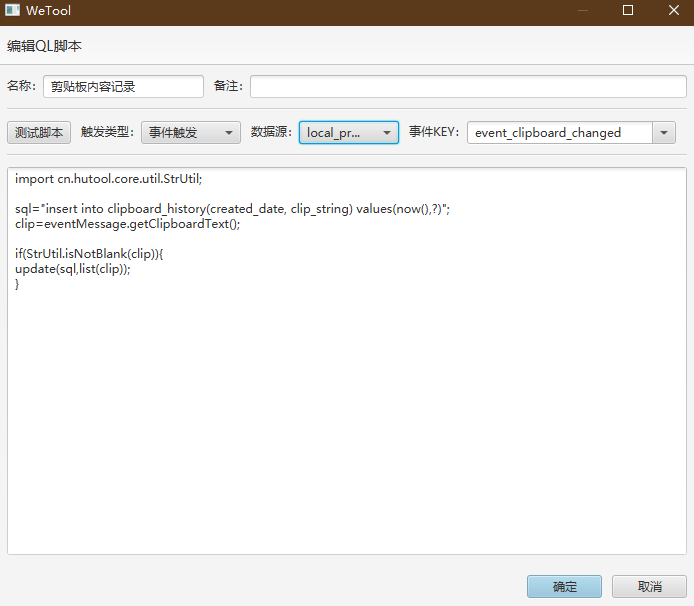 WeTool
编辑QL脚本
名称: 剪贴板内容记录 备注:
测试脚本 触发类型: 事件触发 数据源: local_pr... 事件KEY: event_clipboard_changed
import cn.hutool.core.util.StrUtil;
sql="insert into clipboard_history(created_date, clip_string) values(now(),?)";
clip=eventMessage.getClipboardText();
if(StrUtil.isNotBlank(clip)){
update(sql,list(clip));
}
确定 取消